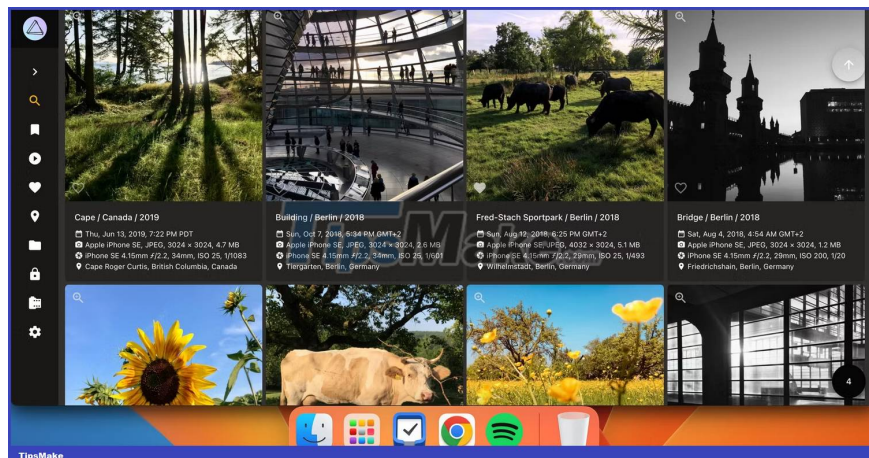 Cape / Canada / 2019
Thu, Jun 13, 2019, 7:22 PM PDT
Apple iPhone SE, JPEG, 3024 × 3024, 4.7 MB
iPhone SE 4.15mm ƒ/2.2, 34mm, ISO 25, 1/1083
Cape Roger Curtis, British Columbia, Canada
Building / Berlin / 2018
Sun, Oct 7, 2018, 6:34 PM GMT+2
Apple iPhone SE, JPEG, 3024 × 3024, 2.6 MB
iPhone SE 4.15mm ƒ/2.2, 34mm, ISO 25, 1/601
Tiergarten, Berlin, Germany
Fred-Stach Sportpark / Berlin / 2018
Sun, Aug 12, 2018, 6:25 PM GMT+2
Apple iPhone SE, JPEG, 4032 × 3024, 5.1 MB
iPhone SE 4.15mm ƒ/2.2, 29mm, ISO 25, 1/493
Wilhelmstadt, Berlin, Germany
Bridge / Berlin / 2018
Sat, Aug 4, 2018, 4:54 AM GMT+2
Apple iPhone SE, JPEG, 3024 × 3024, 1.2 MB
iPhone SE 4.15mm ƒ/2.2, 29mm, ISO 200, 1/20
Friedrichshain, Berlin, Germany
4
TipsMake